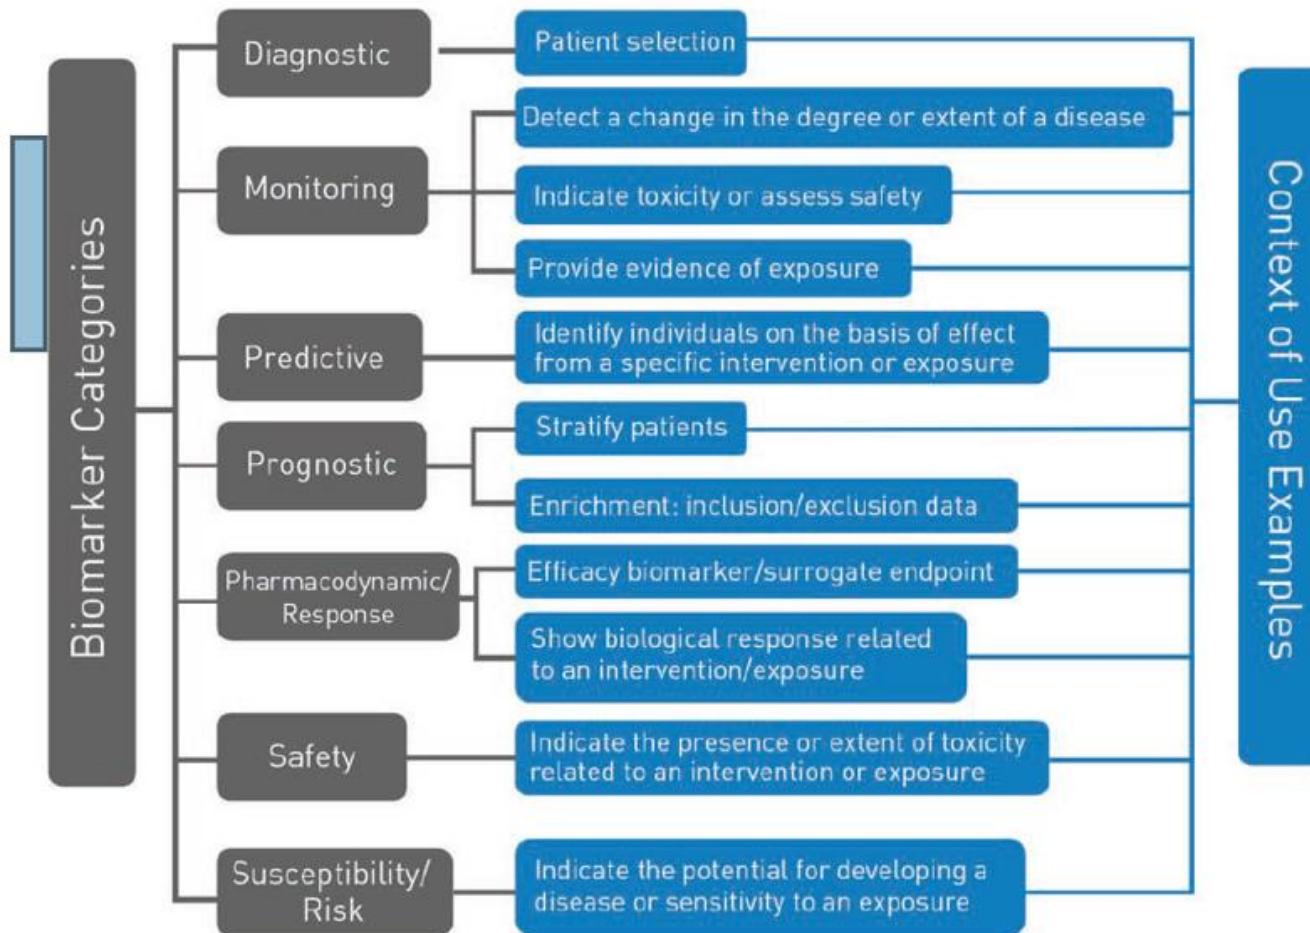 Biomarker Categories
Diagnostic
Patient selection
Monitoring
Detect a change in the degree or extent of a disease
Indicate toxicity or assess safety
Provide evidence of exposure
Predictive
Identify individuals on the basis of effect
from a specific intervention or exposure
Prognostic
Stratify patients
Enrichment: inclusion/exclusion data
Pharmacodynamic/
Response
Efficacy biomarker/surrogate endpoint
Show biological response related
to an intervention/exposure
Safety
Indicate the presence or extent of toxicity
related to an intervention or exposure
Susceptibility/
Risk
Indicate the potential for developing a
disease or sensitivity to an exposure
Context of Use Examples